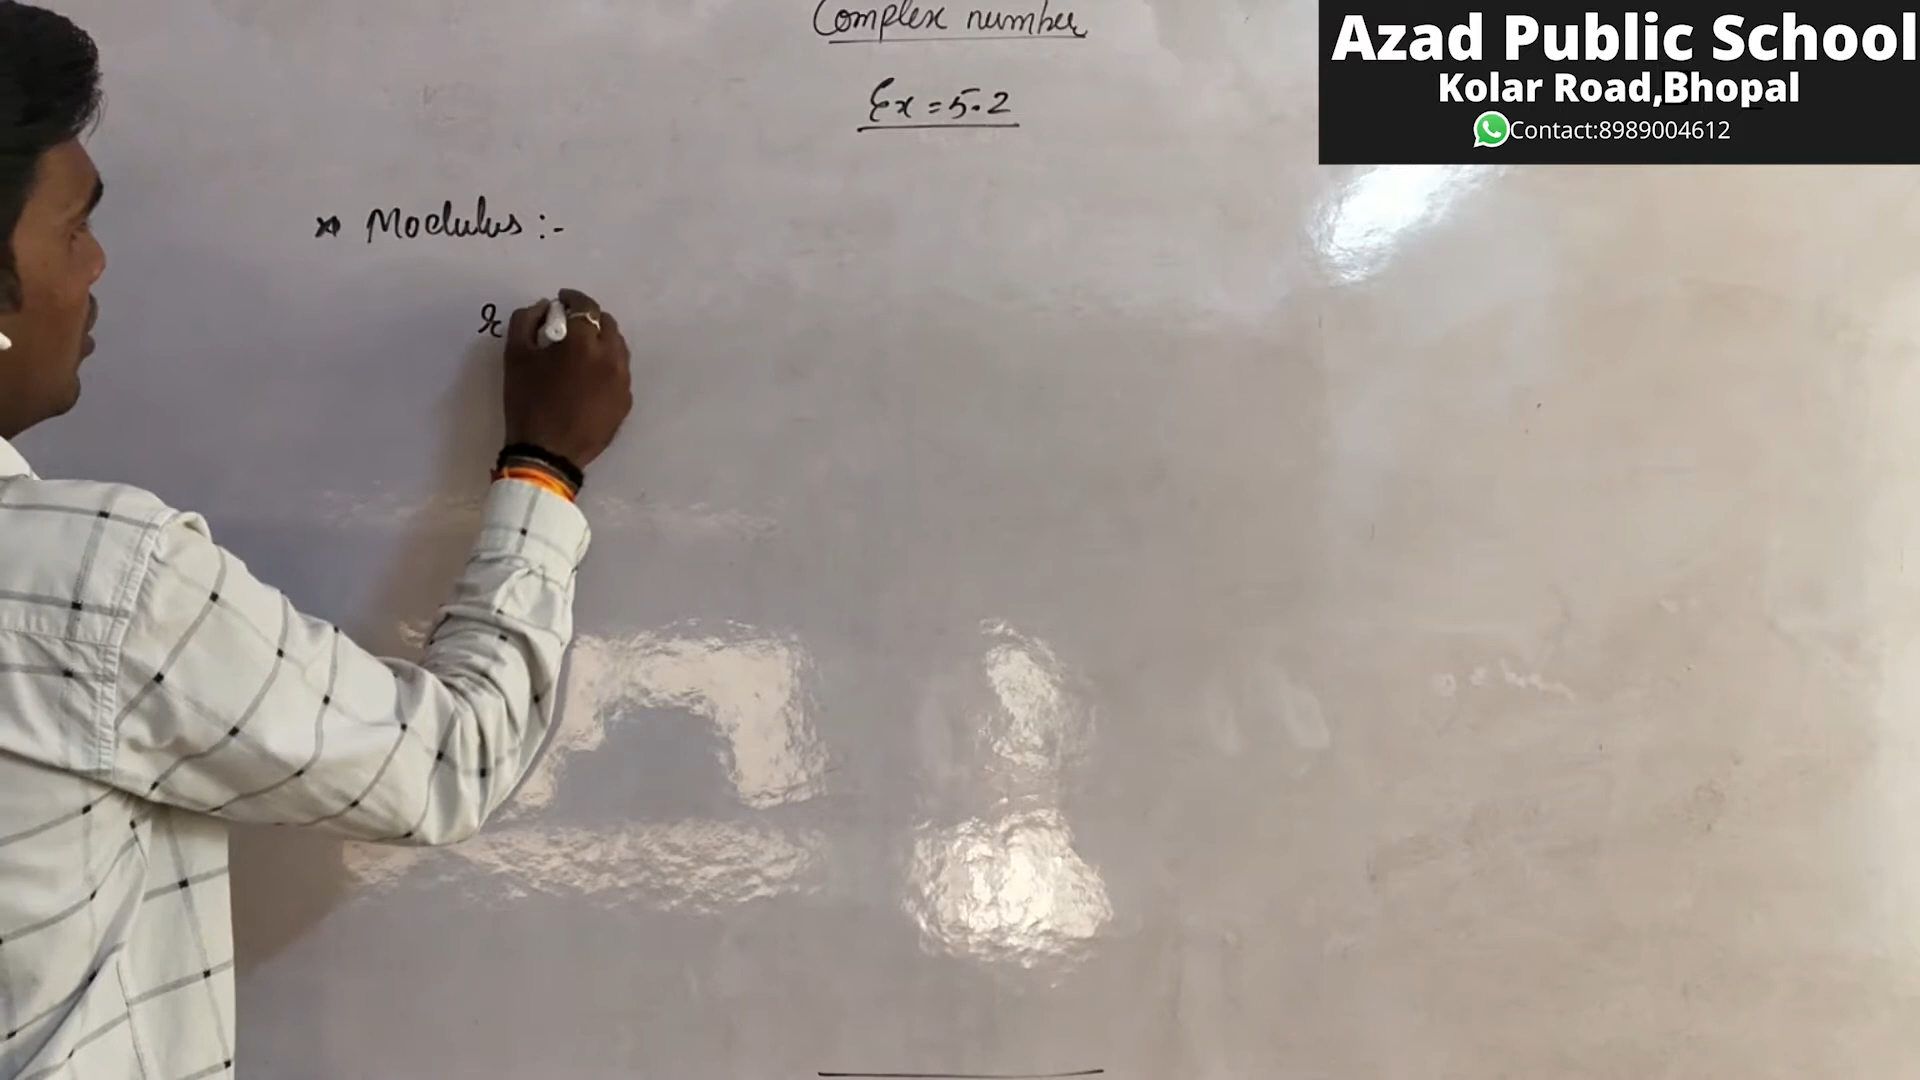 Complex number
Ex = 5.2
Azad Public School
Kolar Road,Bhopal
Contact:8989004612
* Modulus :-
r